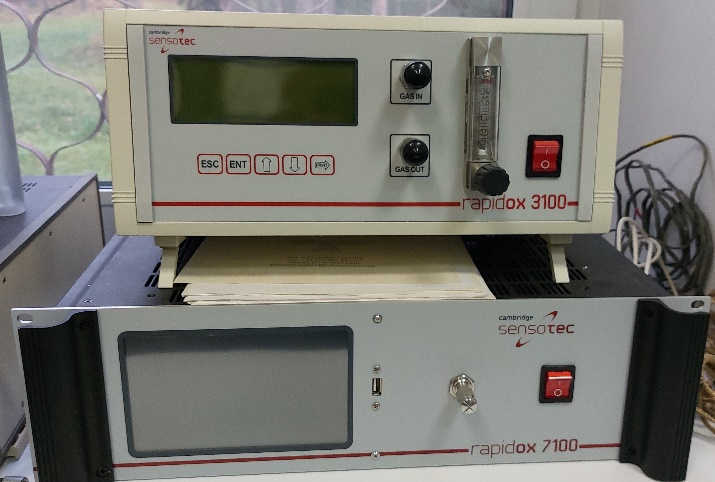 cambridge
sensotec
GAS IN
ESC ENT
GAS OUT
rapidox 3100
cambridge
sensotec
rapidox 7100